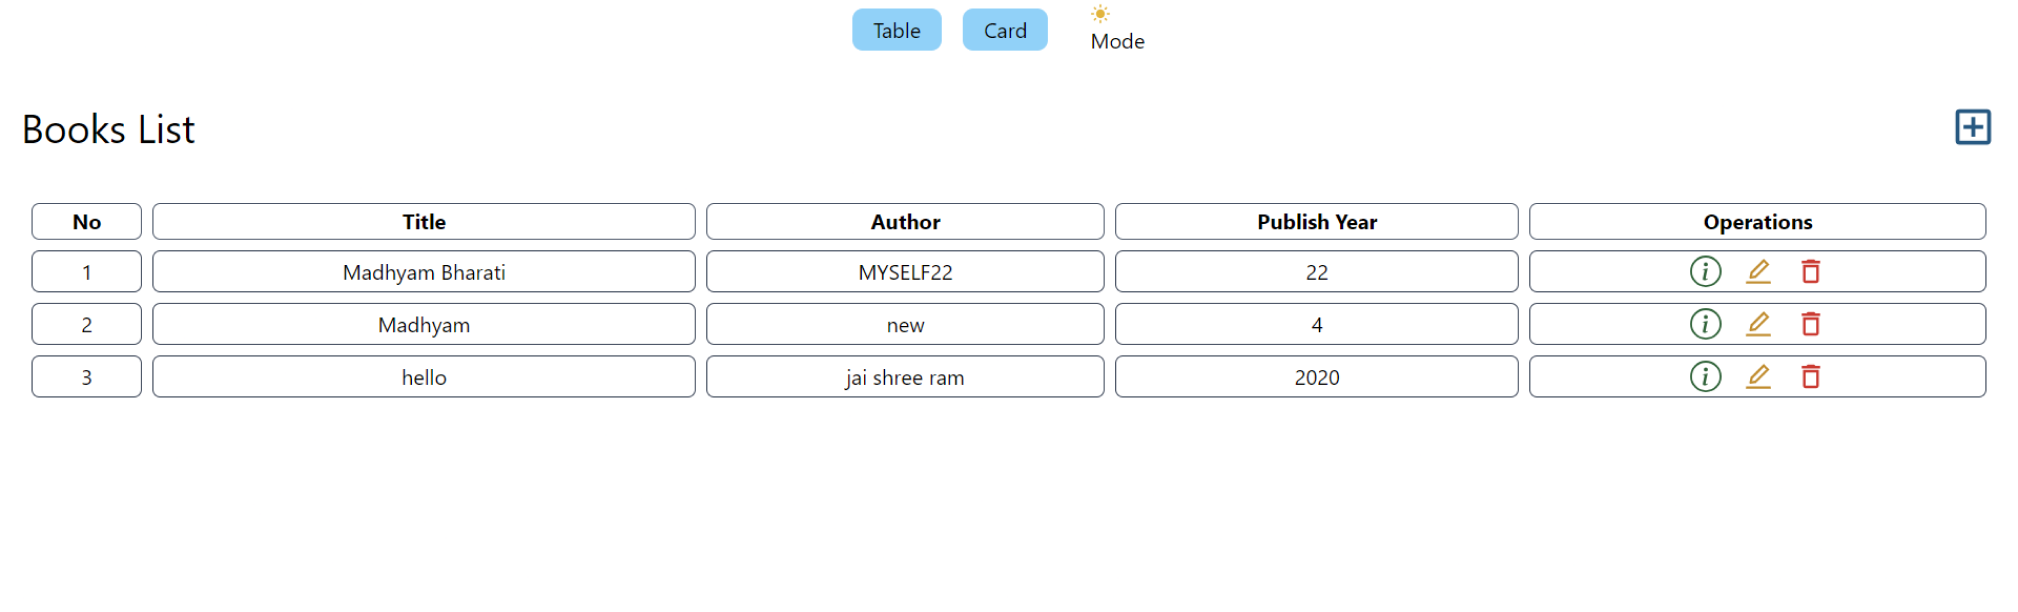 Table Card Mode
Books List
No Title Author Publish Year Operations
1 Madhyam Bharati MYSELF22 22
2 Madhyam new 4
3 hello jai shree ram 2020